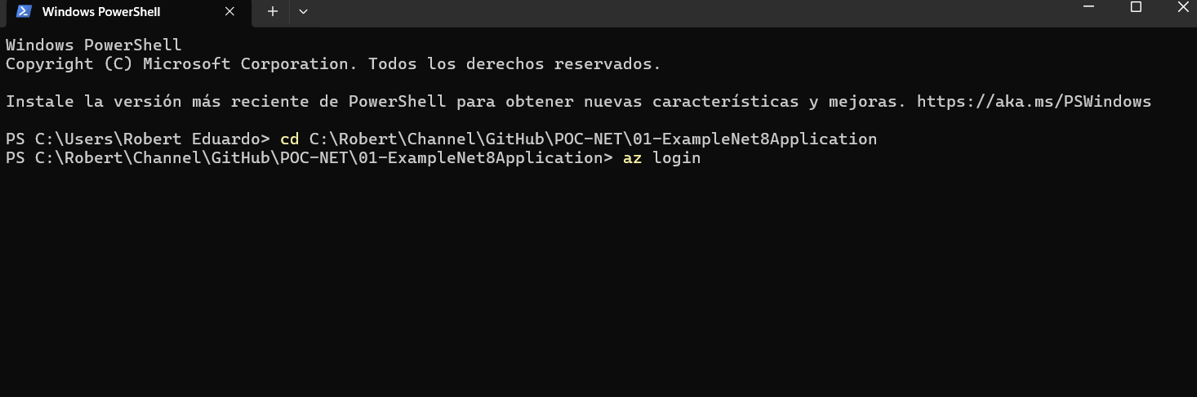 Windows PowerShell
Windows PowerShell
Copyright (C) Microsoft Corporation. Todos los derechos reservados.
Instale la versión más reciente de PowerShell para obtener nuevas características y mejoras. https://aka.ms/PSWindows
PS C:\Users\Robert Eduardo> cd C:\Robert\Channel\GitHub\POC-NET\01-ExampleNet8Application
PS C:\Robert\Channel\GitHub\POC-NET\01-ExampleNet8Application> az login